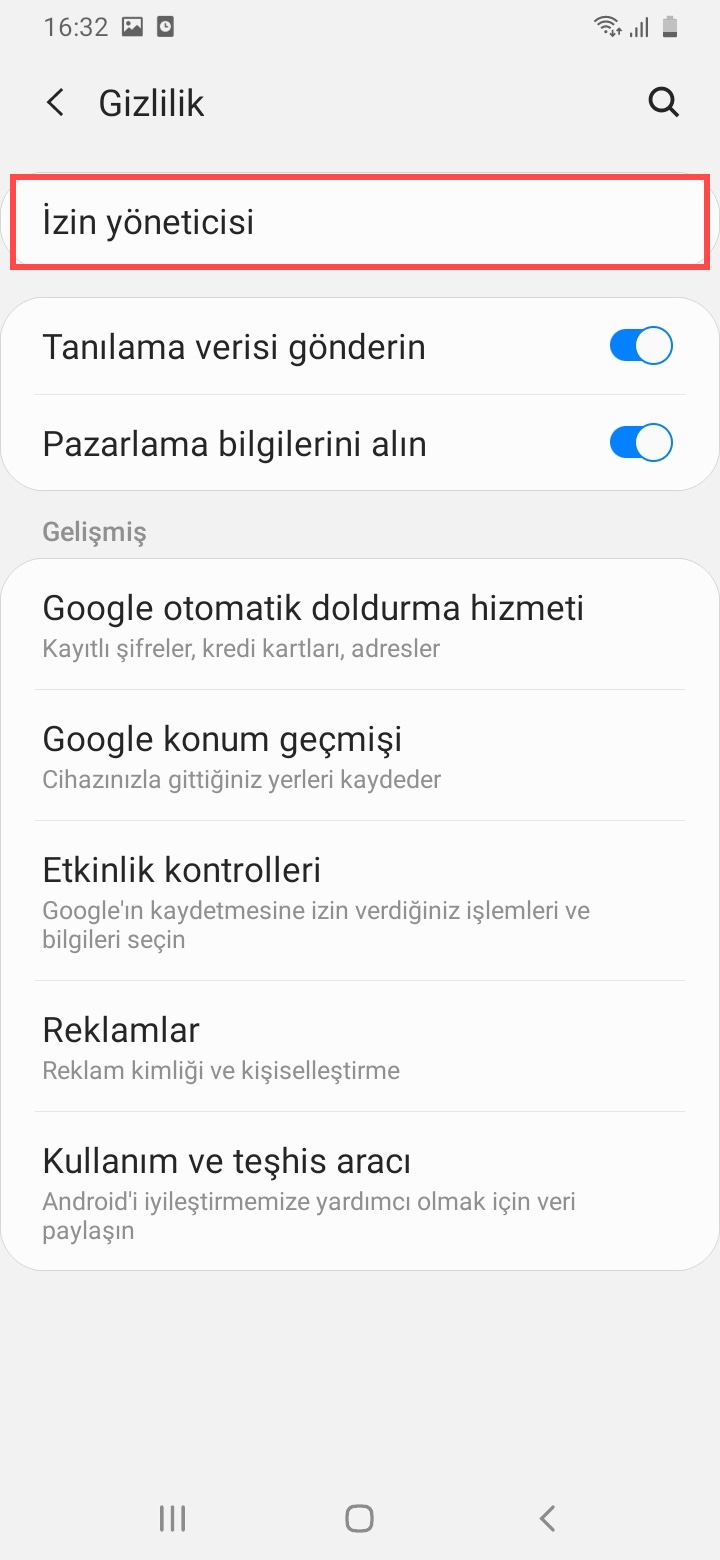 16:32
Gizlilik
İzin yöneticisi
Tanılama verisi gönderin
Pazarlama bilgilerini alın
Gelişmiş
Google otomatik doldurma hizmeti
Kayıtlı şifreler, kredi kartları, adresler
Google konum geçmişi
Cihazınızla gittiğiniz yerleri kaydeder
Etkinlik kontrolleri
Google'ın kaydetmesine izin verdiğiniz işlemleri ve
bilgileri seçin
Reklamlar
Reklam kimliği ve kişiselleştirme
Kullanım ve teşhis aracı
Android'i iyileştirmemize yardımcı olmak için veri
paylaşın